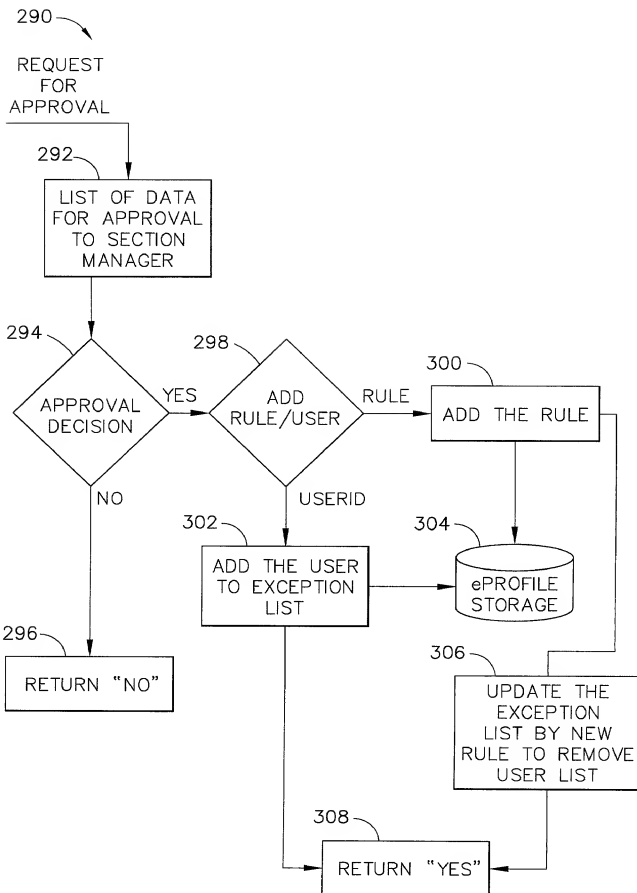 290
REQUEST
FOR
APPROVAL
292
LIST OF DATA
FOR APPROVAL
TO SECTION
MANAGER
294
APPROVAL
DECISION
YES
NO
298
ADD
RULE/USER
RULE
USERID
300
ADD THE RULE
302
ADD THE USER
TO EXCEPTION
LIST
304
ePROFILE
STORAGE
296
RETURN "NO"
306
UPDATE THE
EXCEPTION
LIST BY NEW
RULE TO REMOVE
USER LIST
308
RETURN "YES"